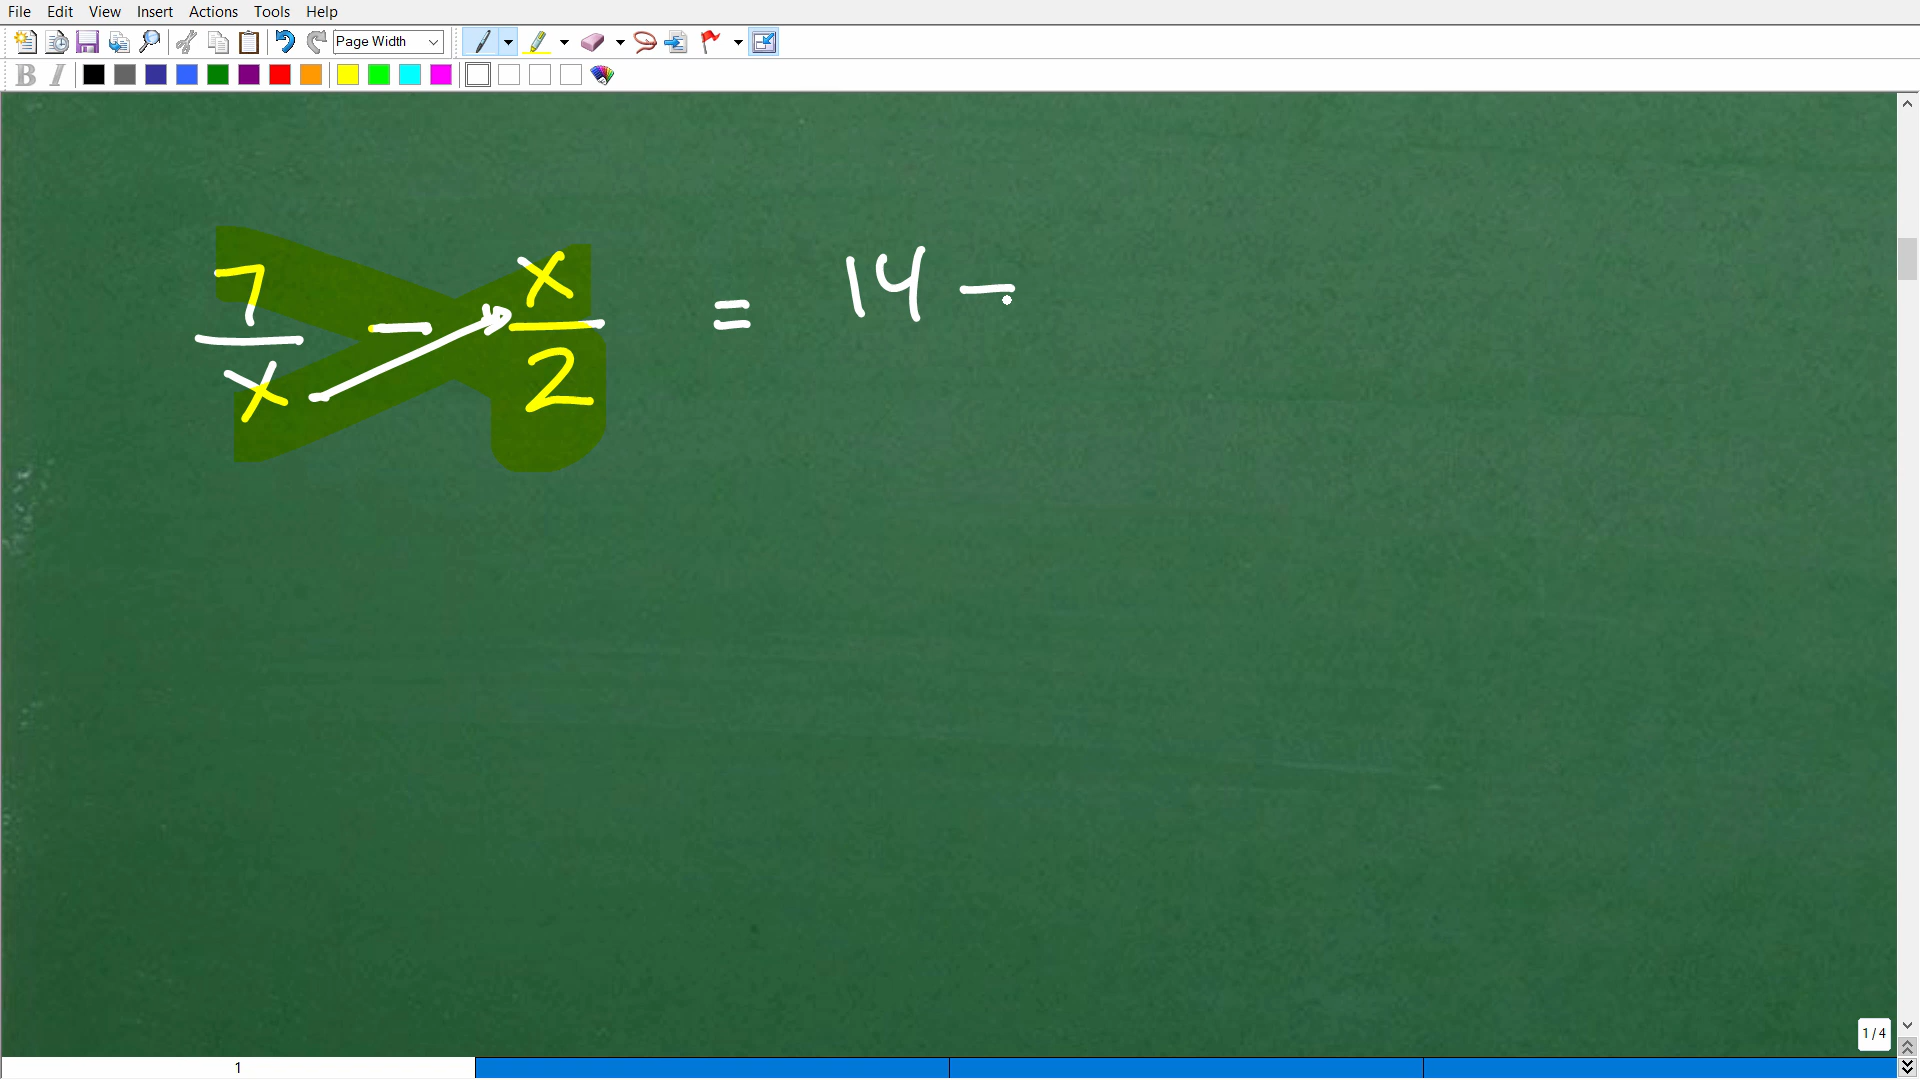 File Edit View Insert Actions Tools Help
Page Width
B I
7/x - x/2 = 14 -
1/4
1